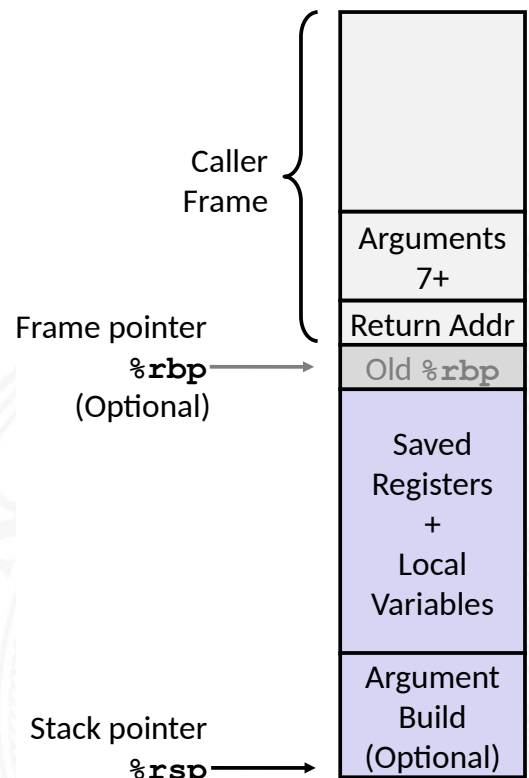 Caller
Frame
Arguments
7+
Return Addr
Frame pointer
%rbp
(Optional)
Old %rbp
Saved
Registers
+
Local
Variables
Argument
Build
(Optional)
Stack pointer
%rsp